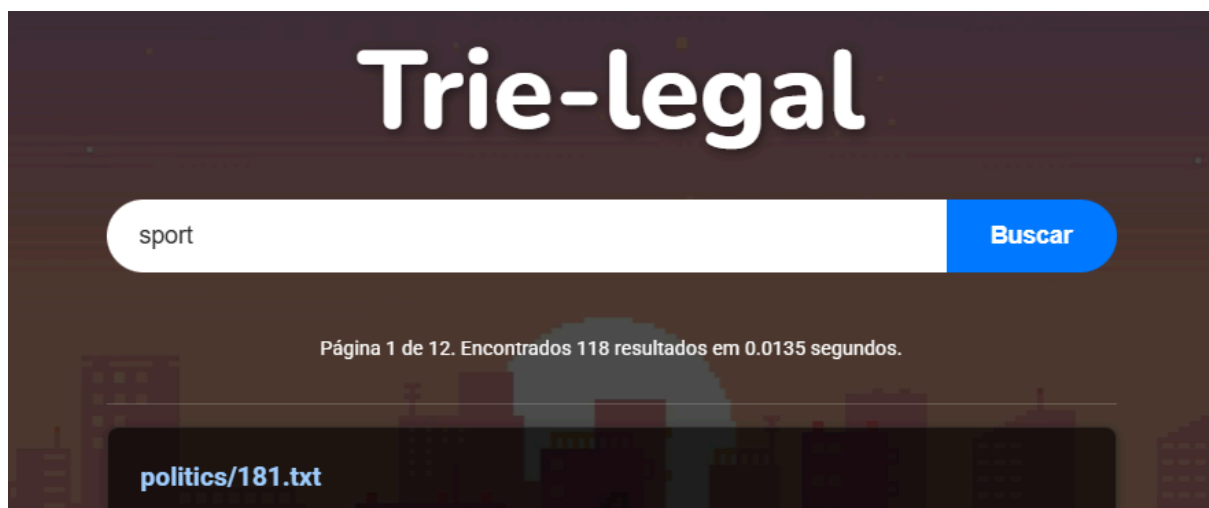 Trie-legal
sport
Buscar
Página 1 de 12. Encontrados 118 resultados em 0.0135 segundos.
politics/181.txt